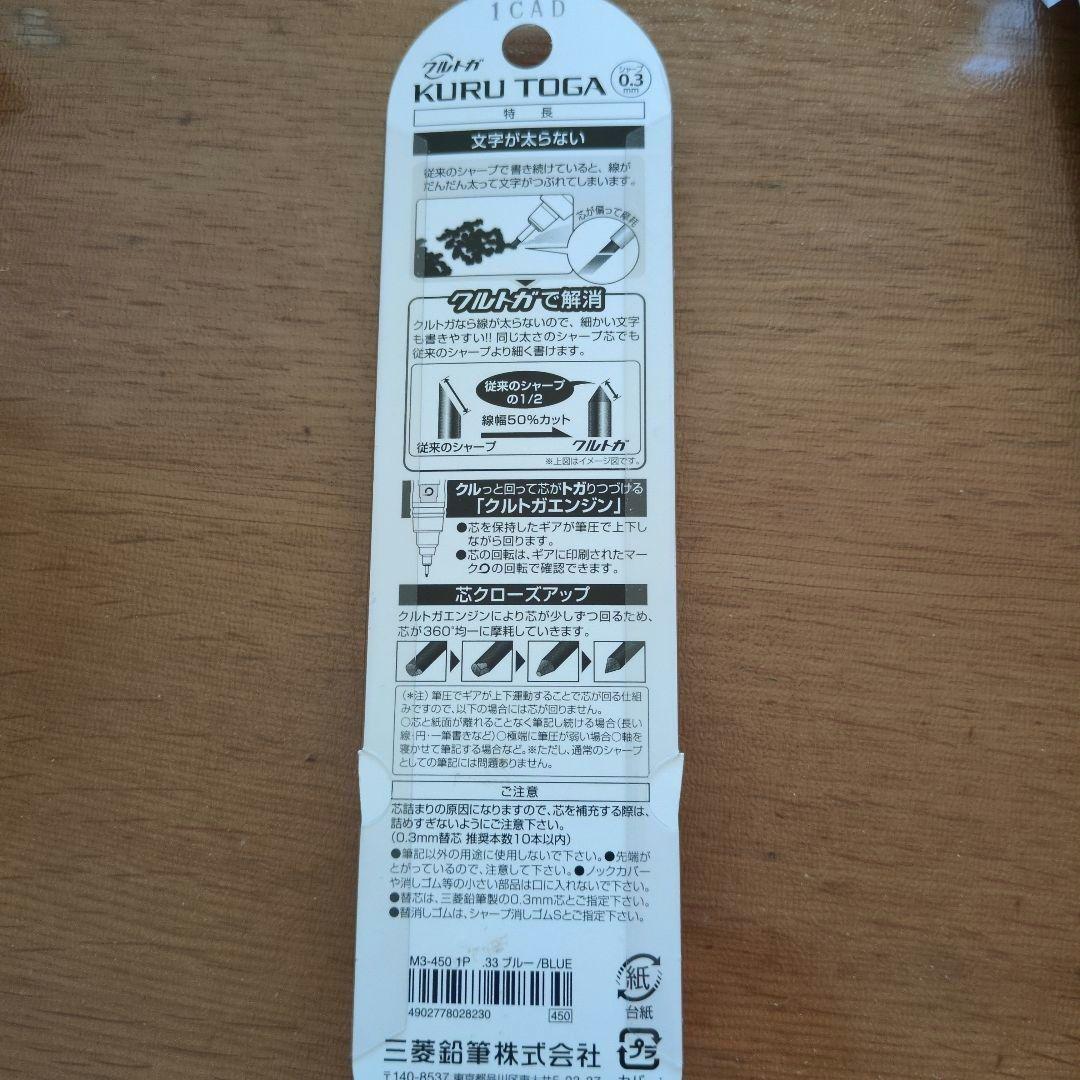 1CAD
クルトガ
KURU TOGA
シャープ
0.3
mm
特 長
文字が太らない
従来のシャープで書き続けていると、線が
だんだん太って文字がつぶれてしまいます。
芯が偏って摩耗
クルトガで解消
クルトガなら線が太らないので、細かい文字
も書きやすい!! 同じ太さのシャープ芯でも
従来のシャープより細く書けます。
従来のシャープ
の1/2
線幅50%カット
従来のシャープ
クルトガ
※上図はイメージ図です。
クルっと回って芯がトガりつづける
「クルトガエンジン」
●芯を保持したギアが筆圧で上下し
ながら回ります。
●芯の回転は、ギアに印刷されたマー
クの回転で確認できます。
芯クローズアップ
クルトガエンジンにより芯が少しずつ回るため、
芯が360°均一に摩耗していきます。
(*注)筆圧でギアが上下運動することで芯が回る仕組
みですので、以下の場合には芯が回りません。
○芯と紙面が離れることなく筆記し続ける場合(長い
線・円・一筆書きなど)○極端に筆圧が弱い場合○軸を
寝かせて筆記する場合など。※ただし、通常のシャープ
としての筆記には問題ありません。
ご注意
芯詰まりの原因になりますので、芯を補充する際は、
詰めすぎないようにご注意下さい。
(0.3mm替芯 推奨本数10本以内)
●筆記以外の用途に使用しないで下さい。●先端が
とがっているので、注意して下さい。●ノックカバー
や消しゴム等の小さい部品は口に入れないで下さい。
●替芯は、三菱鉛筆製の0.3mm芯とご指定下さい。
●替消しゴムは、シャープ消しゴムSとご指定下さい。
M3-450 1P .33 ブルー/BLUE
4902778028230
450
紙
台紙
三菱鉛筆株式会社
プラ
〒140-8537 東京都品川区東大井5-23-37
カバー